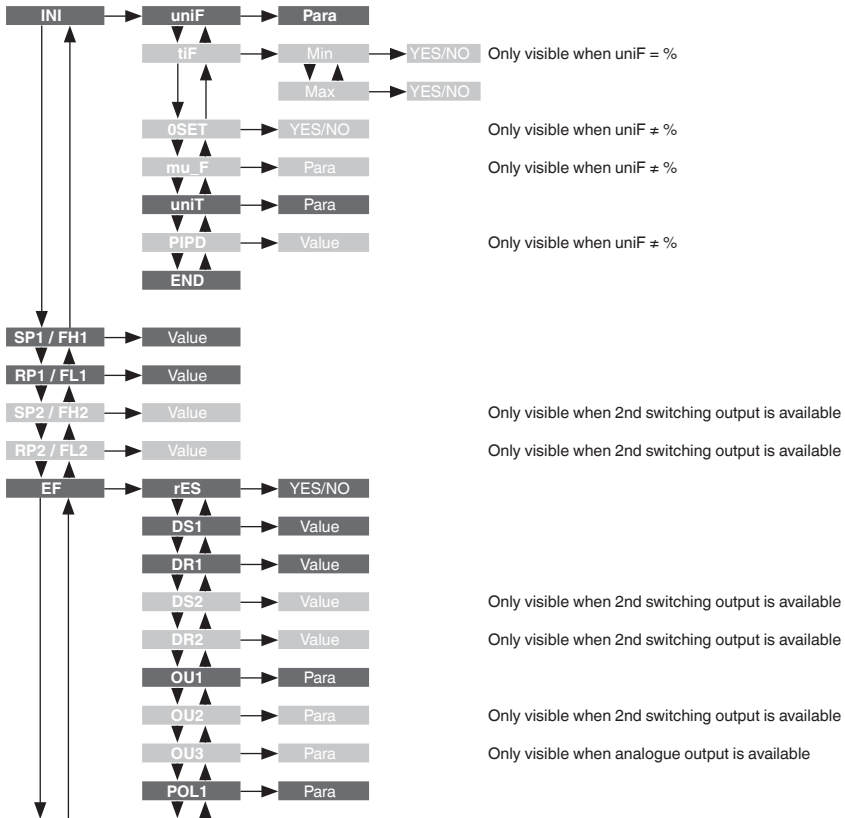 INI uniF Para
tiF Min YES/NO Only visible when uniF = %
Max YES/NO
0SET YES/NO Only visible when uniF ≠ %
mu_F Para Only visible when uniF ≠ %
uniT Para
PIPD Value Only visible when uniF ≠ %
END
SP1 / FH1 Value
RP1 / FL1 Value
SP2 / FH2 Value Only visible when 2nd switching output is available
RP2 / FL2 Value Only visible when 2nd switching output is available
EF rES YES/NO
DS1 Value
DR1 Value
DS2 Value Only visible when 2nd switching output is available
DR2 Value Only visible when 2nd switching output is available
OU1 Para
OU2 Para Only visible when 2nd switching output is available
OU3 Para Only visible when analogue output is available
POL1 Para